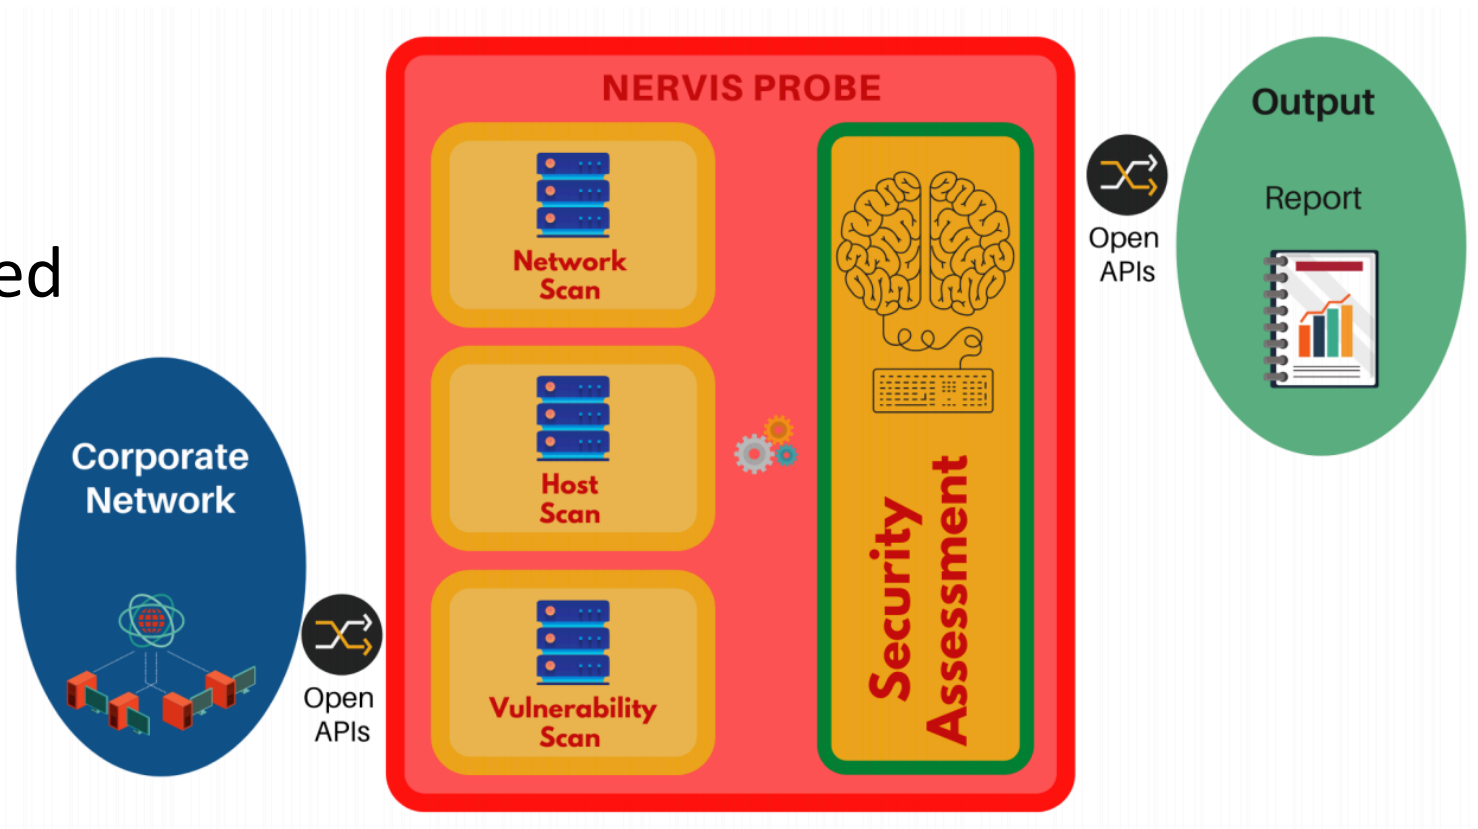 NERVIS PROBE
Output
Report
Open
APIs
Network
Scan
ed
Host
Scan
Corporate
Network
Security
Assessment
Vulnerability
Scan
Open
APIs